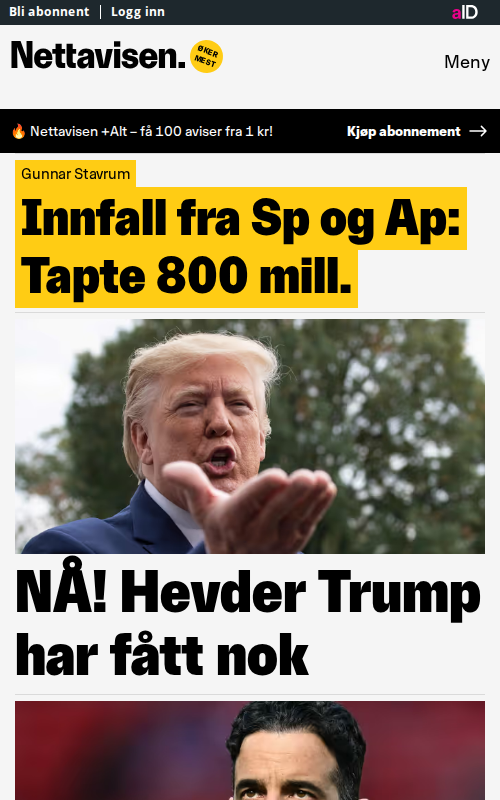 Bli abonnent | Logg inn
aID
Nettavisen.
ØKER
MEST
Meny
🔥 Nettavisen +Alt – få 100 aviser fra 1 kr!
Kjøp abonnement →
Gunnar Stavrum
Innfall fra Sp og Ap:
Tapte 800 mill.
NÅ! Hevder Trump
har fått nok